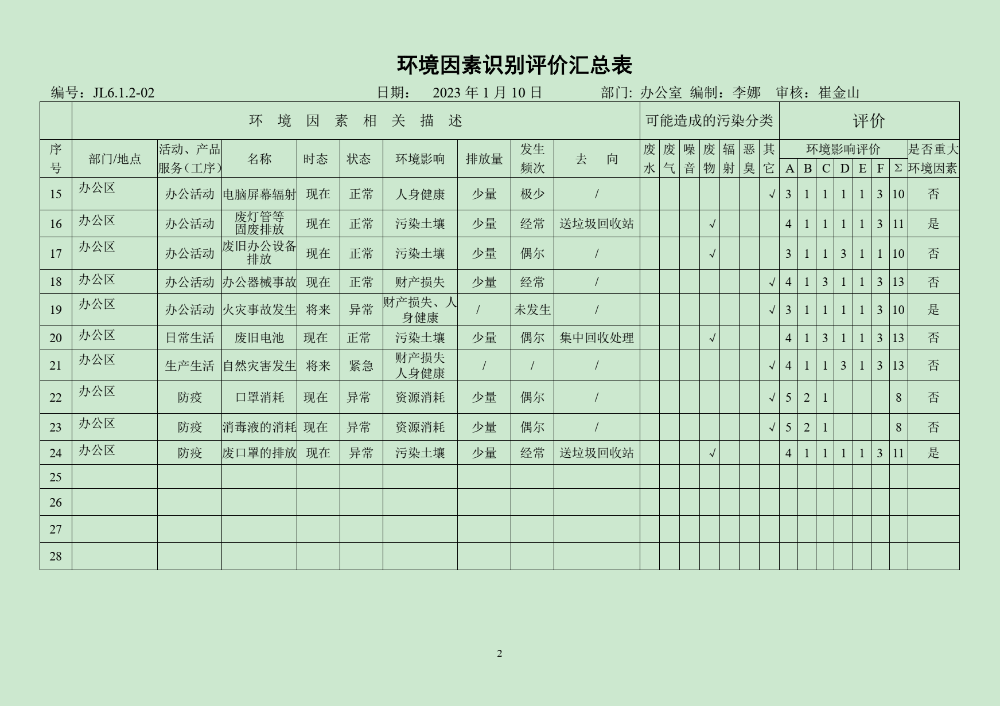 环境因素识别评价汇总表
编号：JL6.1.2-02 日期： 2023 年 1 月 10 日 部门: 办公室 编制：李娜 审核：崔金山
环 境 因 素 相 关 描 述 可能造成的污染分类 评价
序号 部门/地点 活动、产品服务（工序） 名称 时态 状态 环境影响 排放量 发生频次 去 向 废水 废气 噪音 废物 辐射 恶臭 其它 环境影响评价 是否重大环境因素
A B C D E F Σ
15 办公区 办公活动 电脑屏幕辐射 现在 正常 人身健康 少量 极少 / √ 3 1 1 1 1 3 10 否
16 办公区 办公活动 废灯管等固废排放 现在 正常 污染土壤 少量 经常 送垃圾回收站 √ 4 1 1 1 1 3 11 是
17 办公区 办公活动 废旧办公设备排放 现在 正常 污染土壤 少量 偶尔 / √ 3 1 1 3 1 1 10 否
18 办公区 办公活动 办公器械事故 现在 正常 财产损失 少量 经常 / √ 4 1 3 1 1 3 13 否
19 办公区 办公活动 火灾事故发生 将来 异常 财产损失、人身健康 / 未发生 / √ 3 1 1 1 1 3 10 是
20 办公区 日常生活 废旧电池 现在 正常 污染土壤 少量 偶尔 集中回收处理 √ 4 1 3 1 1 3 13 否
21 办公区 生产生活 自然灾害发生 将来 紧急 财产损失人身健康 / / / √ 4 1 1 3 1 3 13 否
22 办公区 防疫 口罩消耗 现在 异常 资源消耗 少量 偶尔 / √ 5 2 1 8 否
23 办公区 防疫 消毒液的消耗 现在 异常 资源消耗 少量 偶尔 / √ 5 2 1 8 否
24 办公区 防疫 废口罩的排放 现在 异常 污染土壤 少量 经常 送垃圾回收站 √ 4 1 1 1 1 3 11 是
25
26
27
28
2